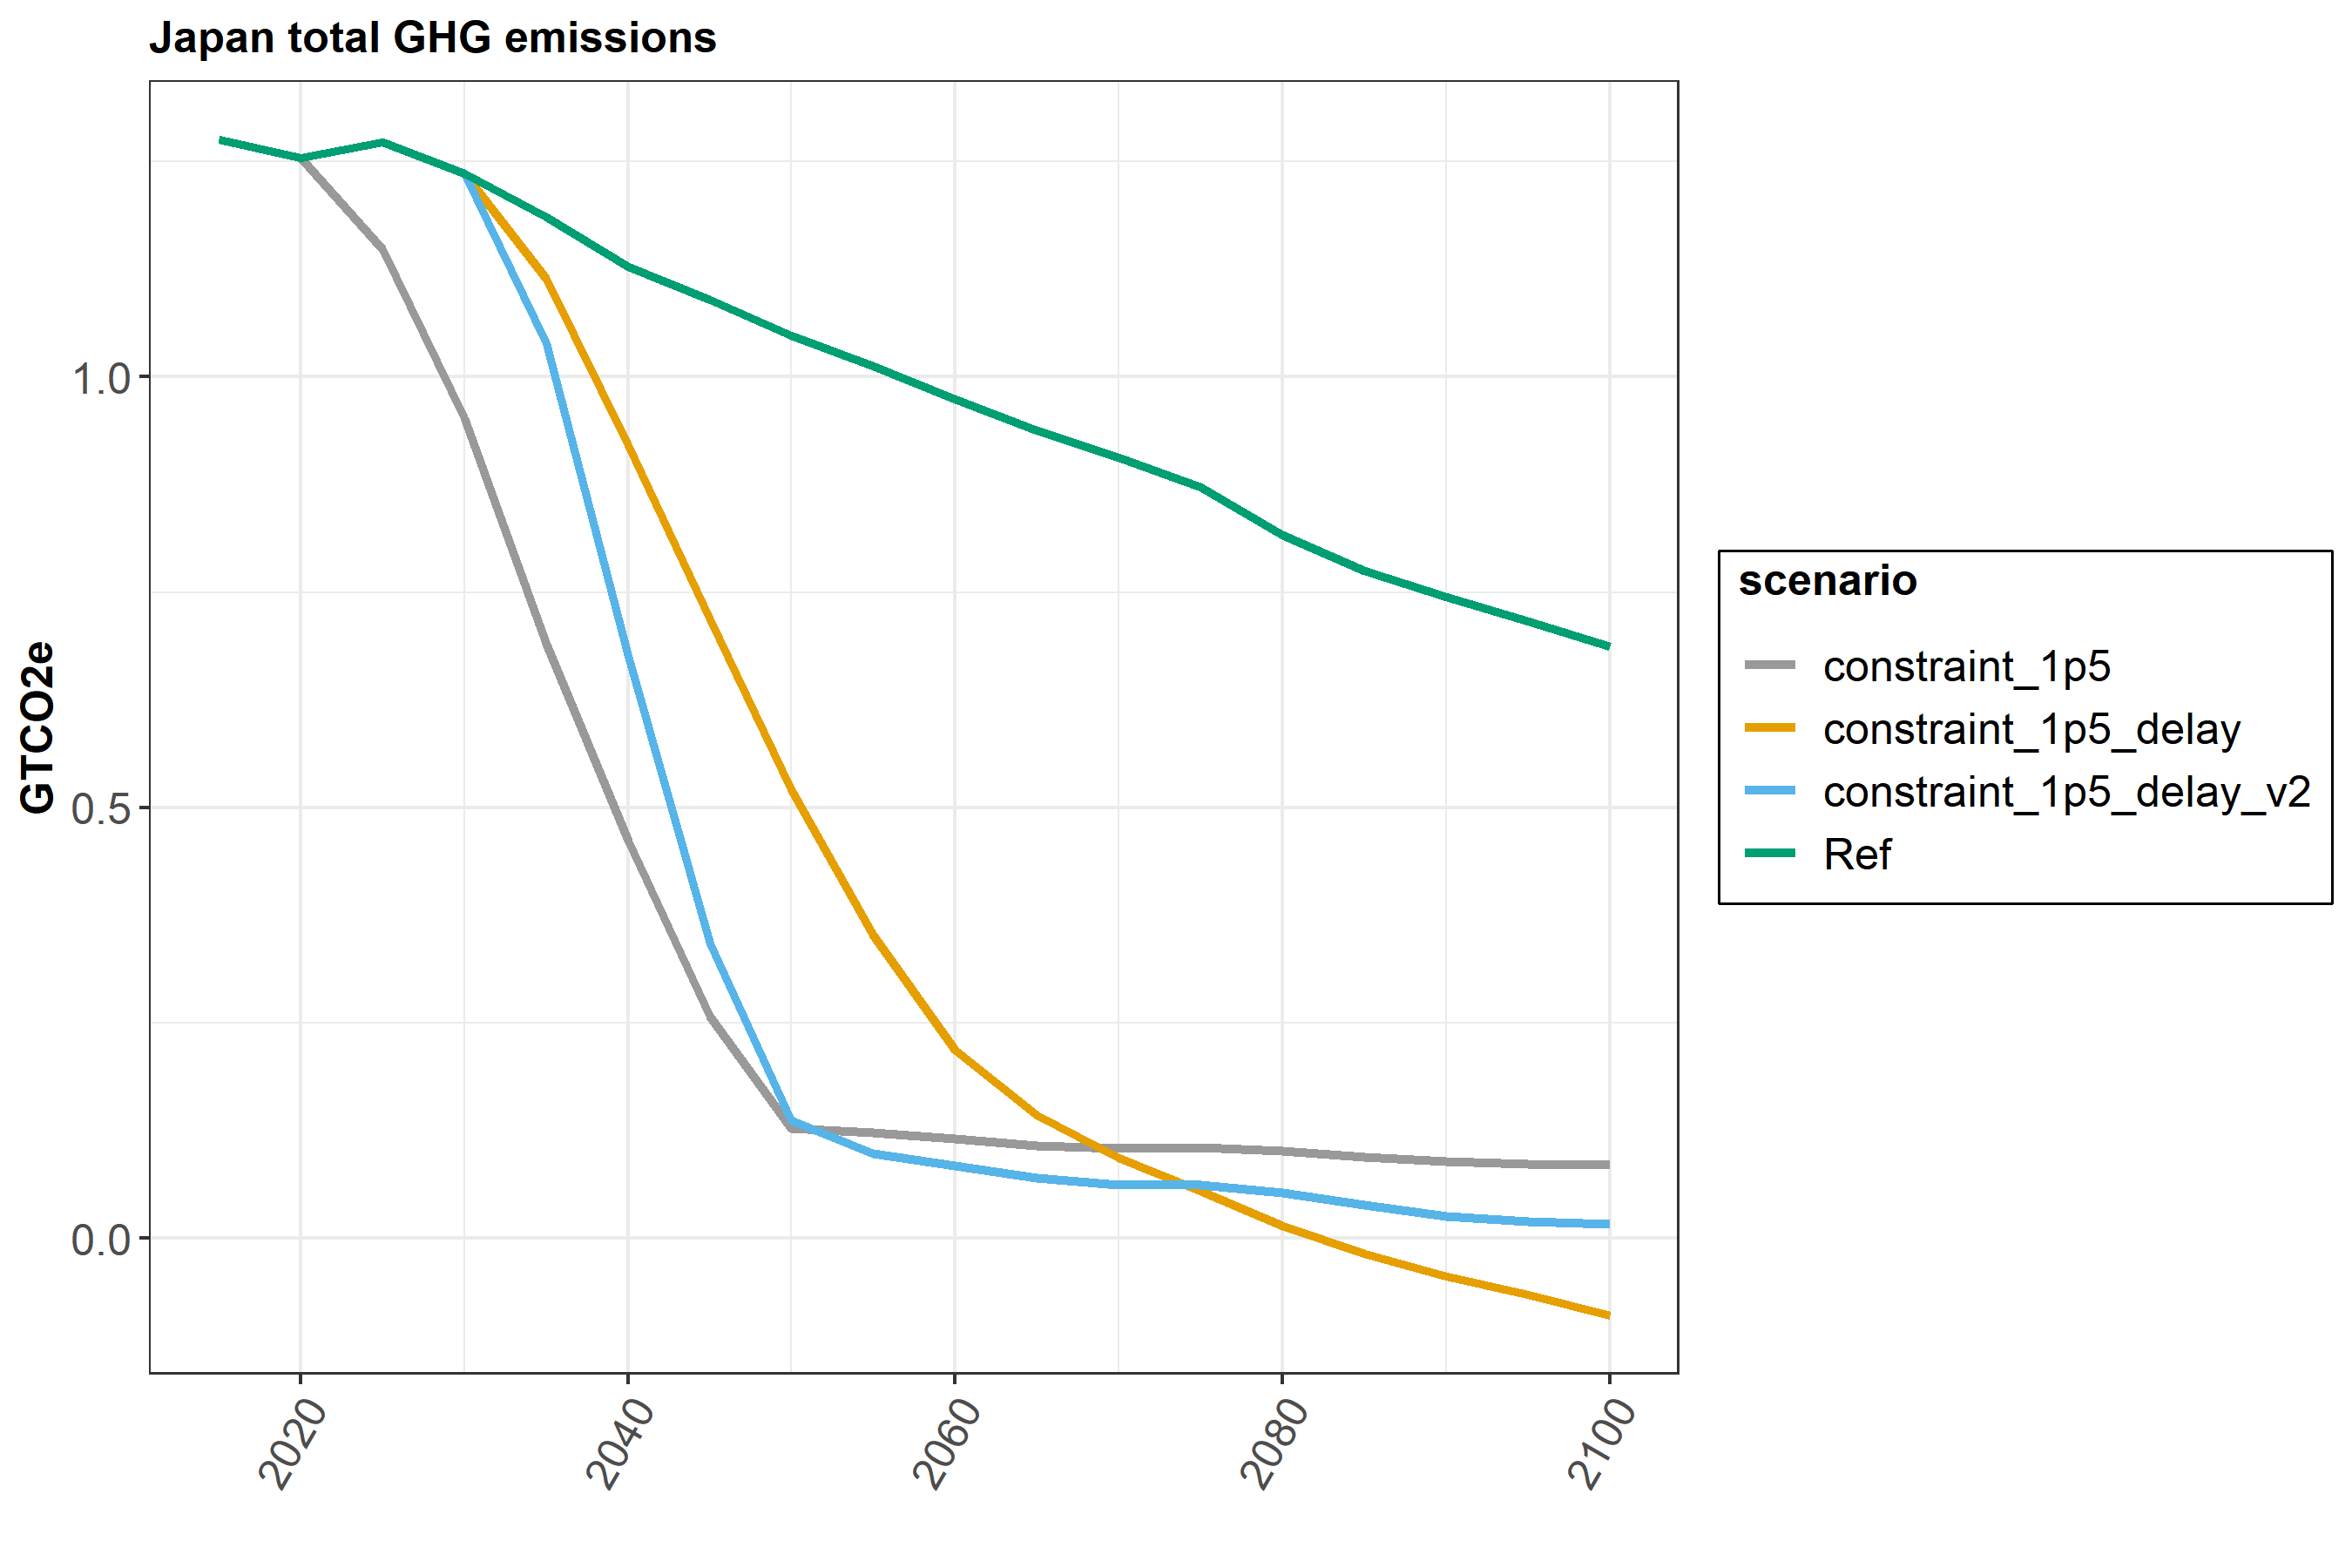 Japan total GHG emissions
GTCO2e
1.0
0.5
0.0
2020
2040
2060
2080
2100
scenario
constraint_1p5
constraint_1p5_delay
constraint_1p5_delay_v2
Ref